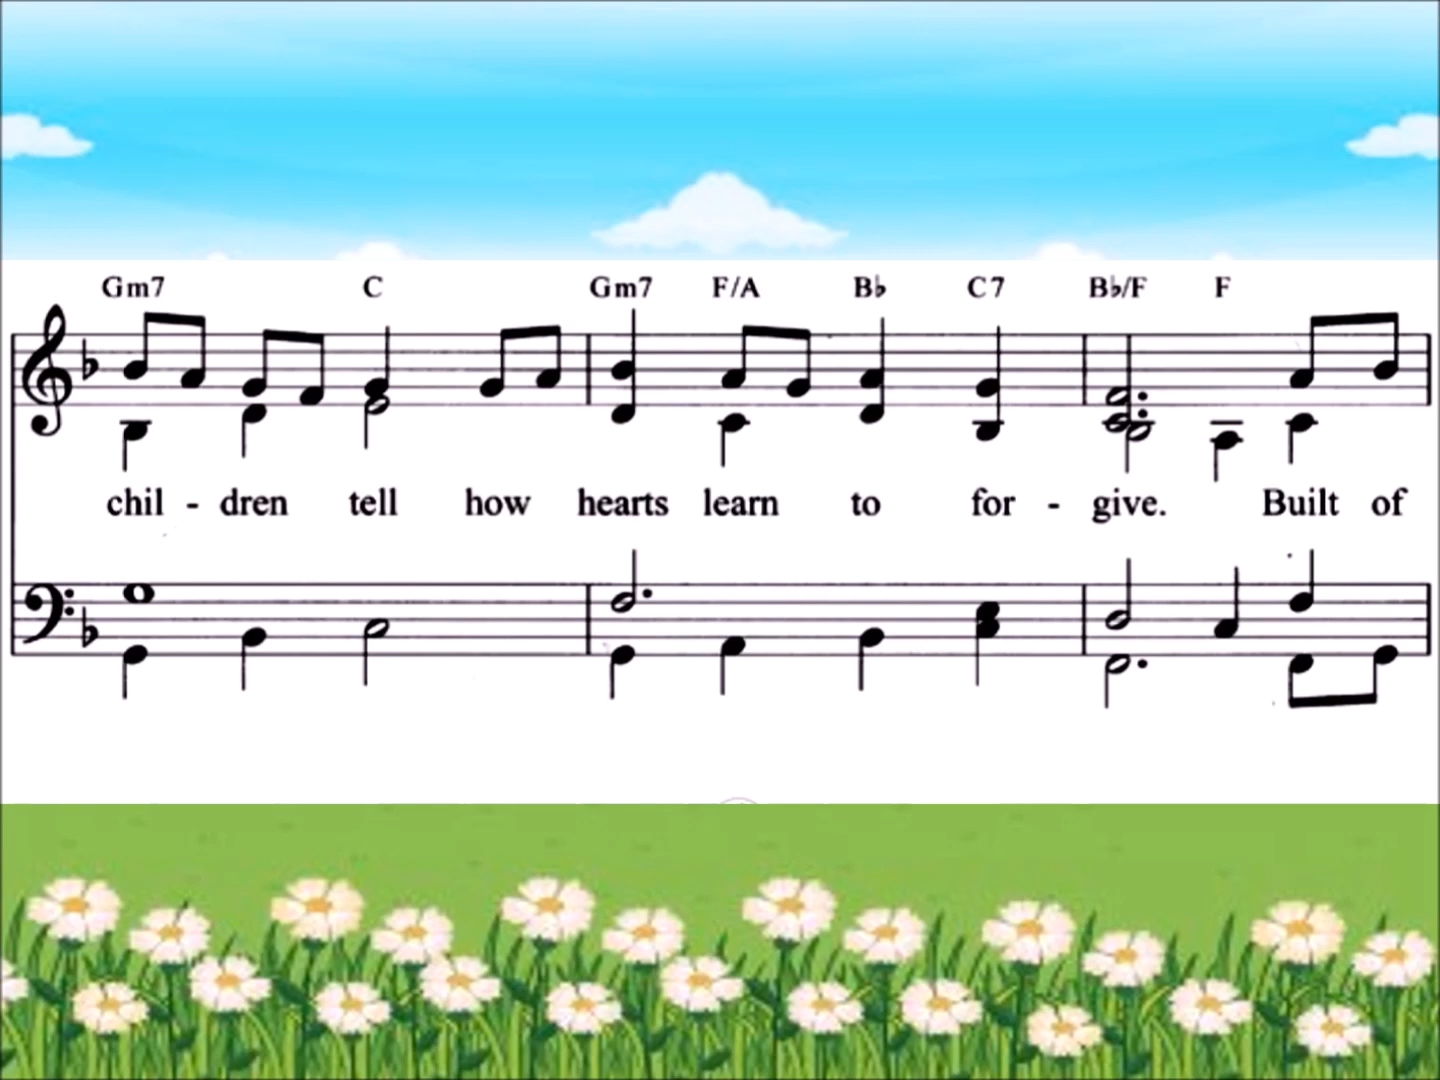 Gm7 C Gm7 F/A B♭ C7 B♭/F F
chil - dren tell how hearts learn to for - give. Built of